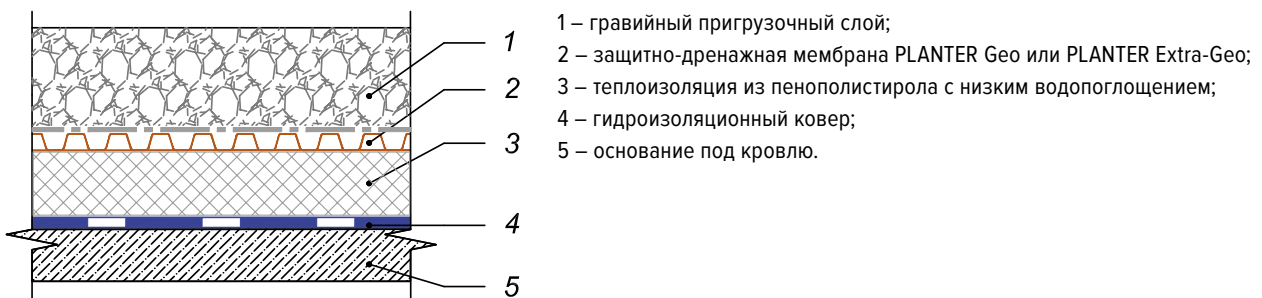 1
2
3
4
5
1 – гравийный пригрузочный слой;
2 – защитно-дренажная мембрана PLANTER Geo или PLANTER Extra-Geo;
3 – теплоизоляция из пенополистирола с низким водопоглощением;
4 – гидроизоляционный ковер;
5 – основание под кровлю.